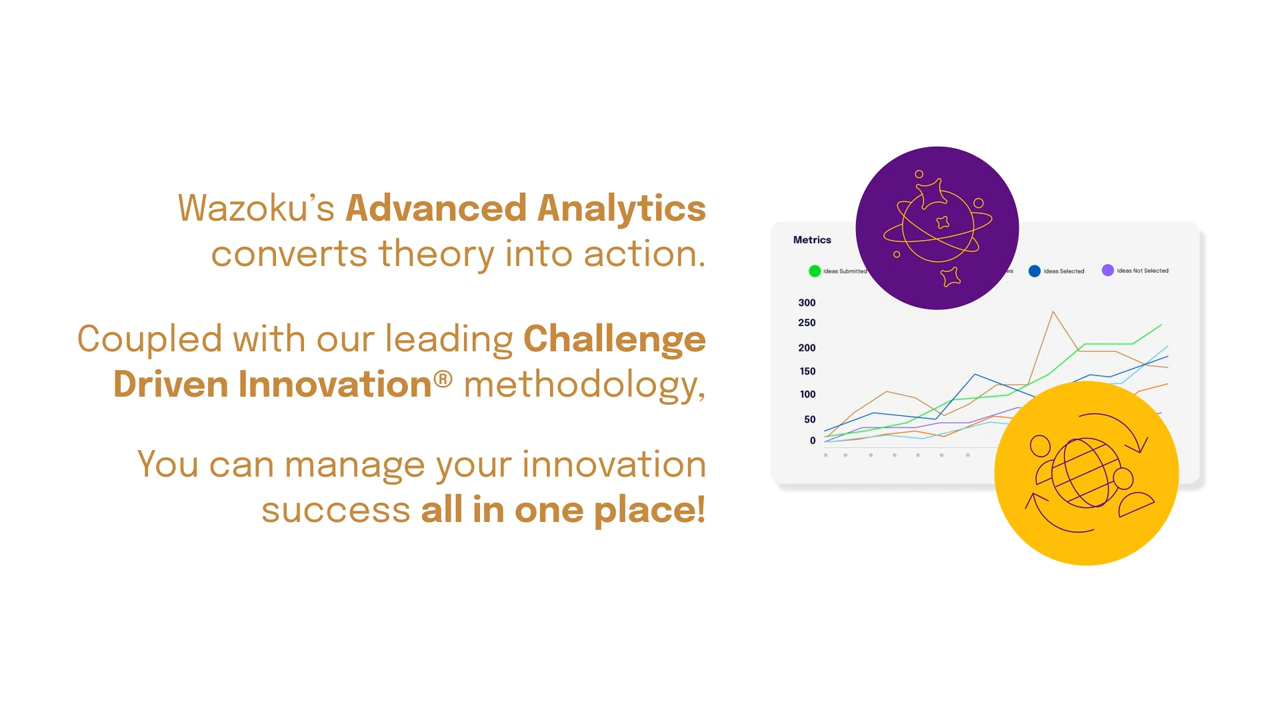 Wazoku’s Advanced Analytics
converts theory into action.
Coupled with our leading Challenge
Driven Innovation® methodology,
You can manage your innovation
success all in one place!
Metrics
Ideas Submitted
Ideas Selected
Ideas Not Selected
300
250
200
150
100
50
0